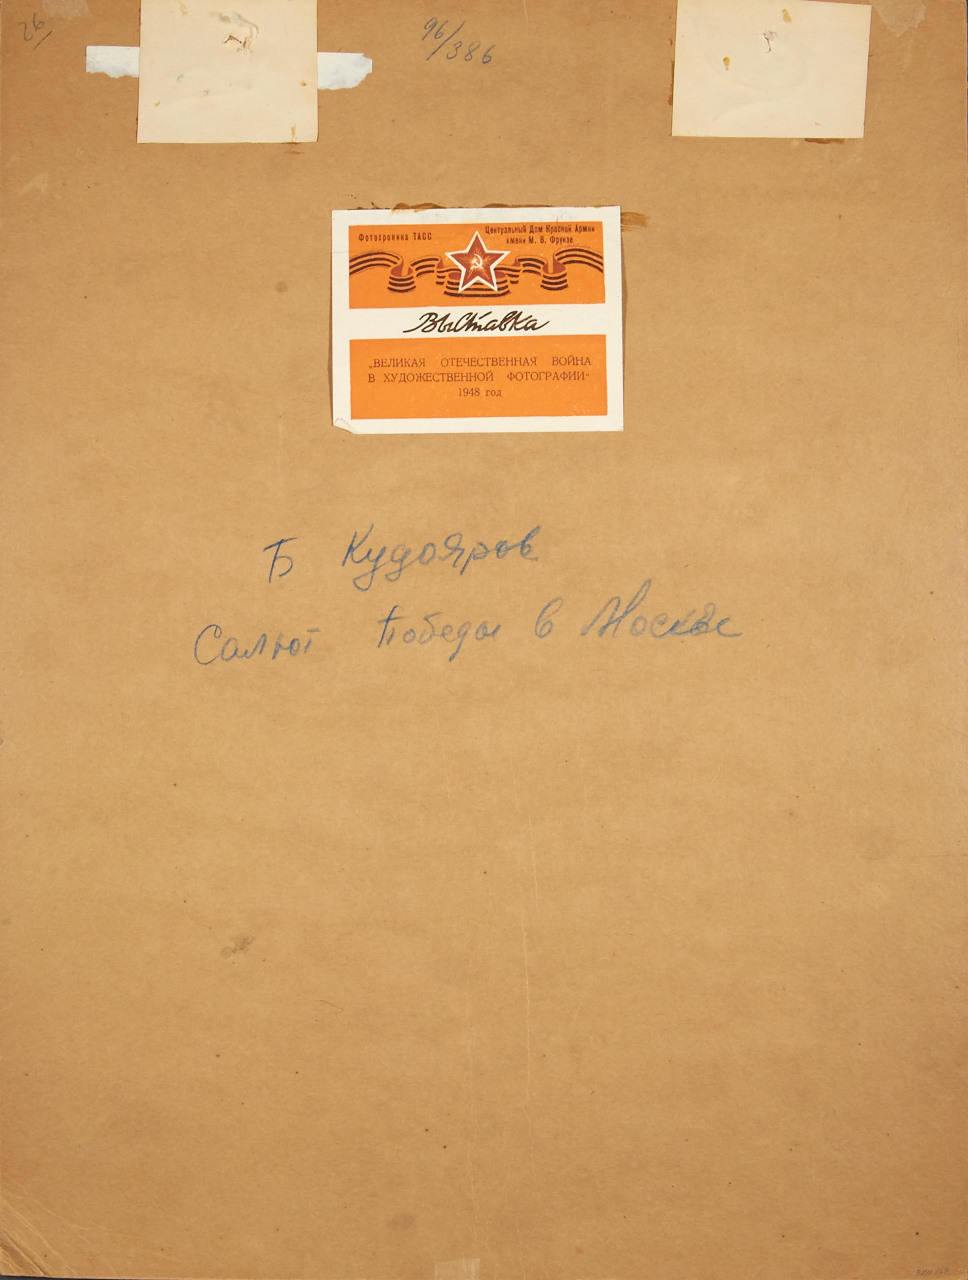 26/
96/386
Фотохроника ТАСС
Центральный Дом Красной Армии
имени М. В. Фрунзе
Выставка
„ВЕЛИКАЯ ОТЕЧЕСТВЕННАЯ ВОЙНА
В ХУДОЖЕСТВЕННОЙ ФОТОГРАФИИ“
1948 год
Б Кудояров
Салют Победы в Москве